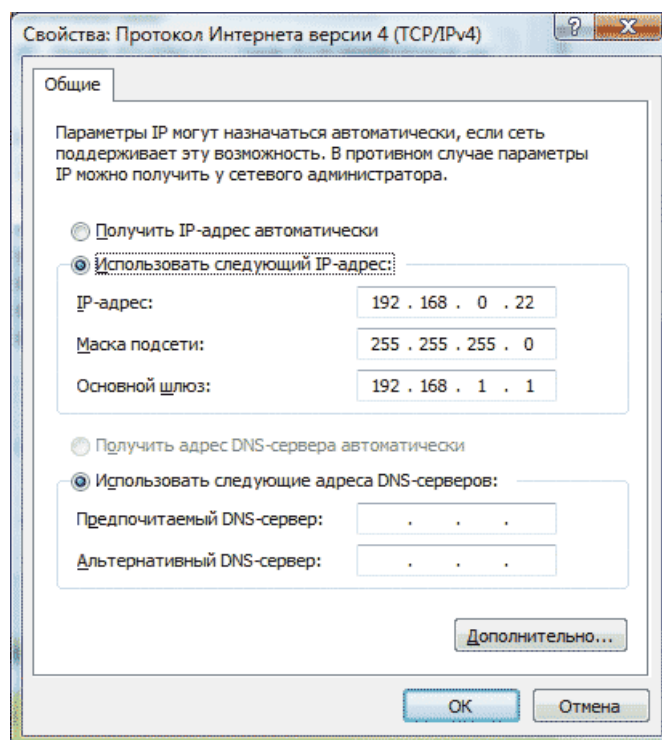 Свойства: Протокол Интернета версии 4 (TCP/IPv4)
Общие
Параметры IP могут назначаться автоматически, если сеть
поддерживает эту возможность. В противном случае параметры
IP можно получить у сетевого администратора.
Получить IP-адрес автоматически
Использовать следующий IP-адрес:
IP-адрес: 192 . 168 . 0 . 22
Маска подсети: 255 . 255 . 255 . 0
Основной шлюз: 192 . 168 . 1 . 1
Получить адрес DNS-сервера автоматически
Использовать следующие адреса DNS-серверов:
Предпочитаемый DNS-сервер: . . .
Альтернативный DNS-сервер: . . .
Дополнительно...
ОК Отмена